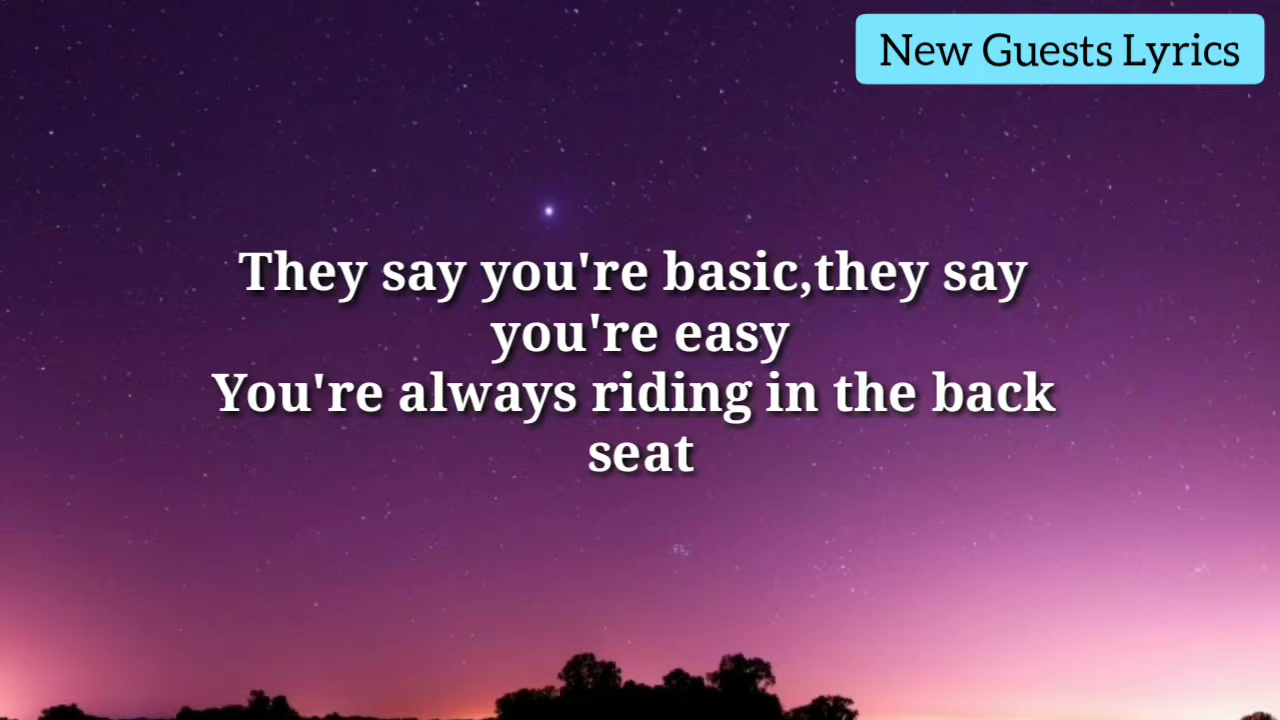 New Guests Lyrics
They say you're basic,they say
you're easy
You're always riding in the back
seat